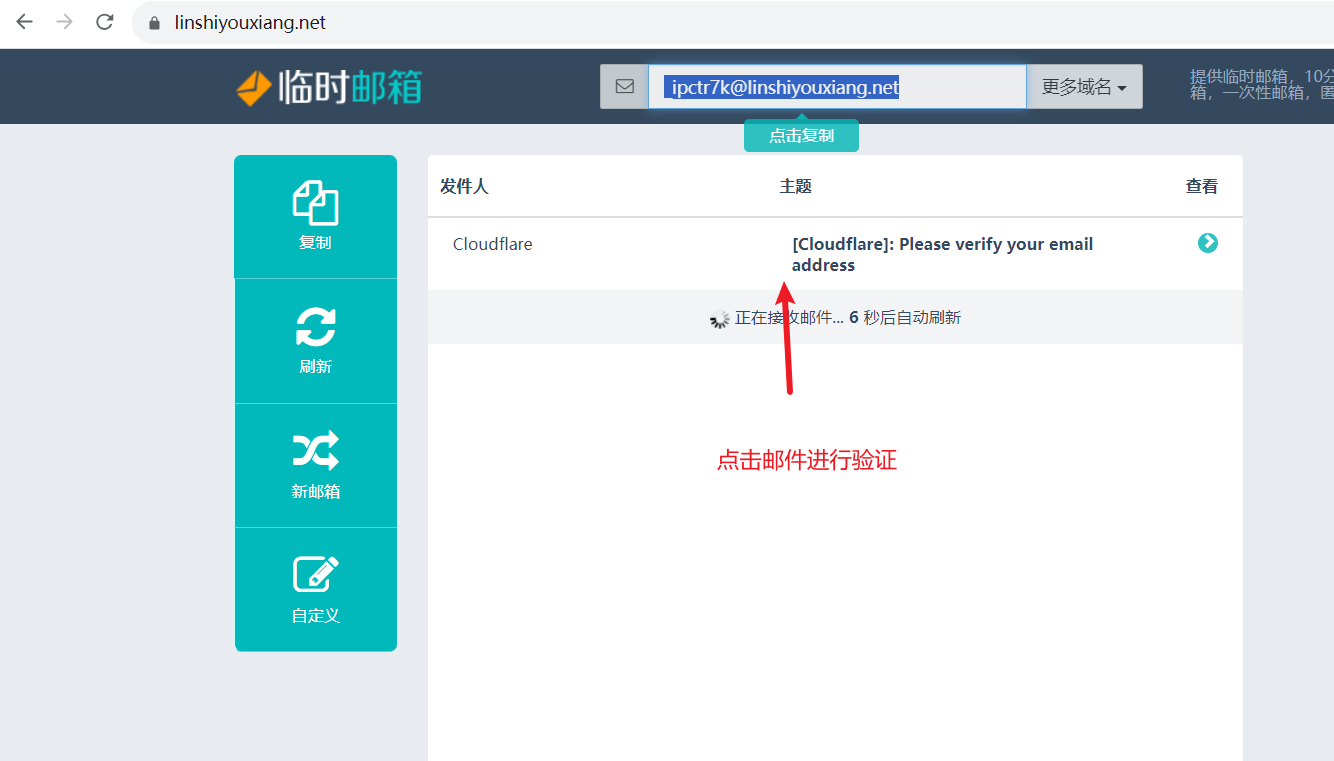 linshiyouxiang.net
临时邮箱
ipctr7k@linshiyouxiang.net
更多域名
提供临时邮箱，10分
箱，一次性邮箱，匿
点击复制
复制
刷新
新邮箱
自定义
发件人 主题 查看
Cloudflare [Cloudflare]: Please verify your email
address
正在接收邮件... 6 秒后自动刷新
点击邮件进行验证